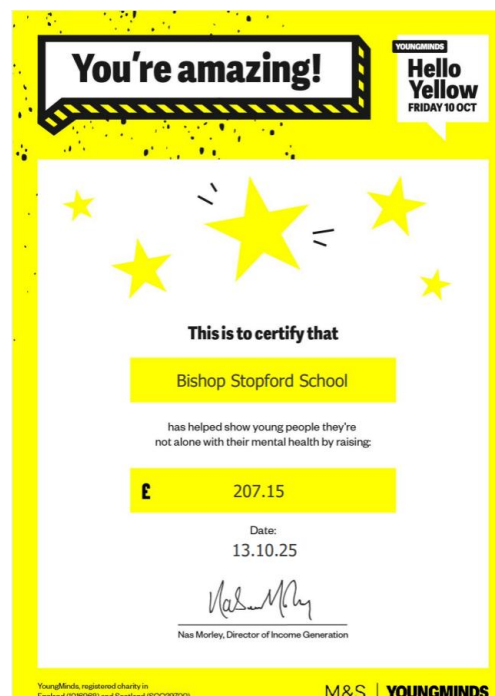 You're amazing!
YOUNGMINDS
Hello
Yellow
FRIDAY 10 OCT
This is to certify that
Bishop Stopford School
has helped show young people they're
not alone with their mental health by raising:
£ 207.15
Date:
13.10.25
Nas Morley, Director of Income Generation
YoungMinds, registered charity in
M&S | YOUNGMINDS